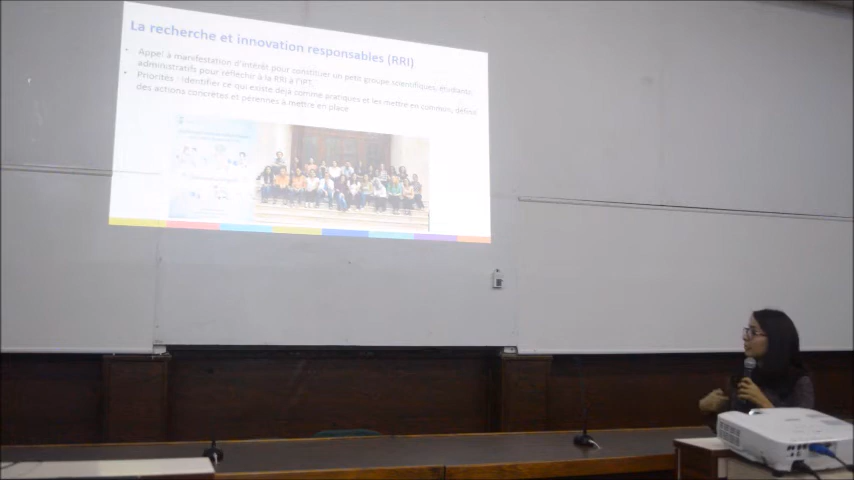 La recherche et innovation responsables (RRI)
• Appel à manifestation d'intérêt pour constituer un petit groupe scientifiques, étudiants,
administratifs pour réfléchir à la RRI à l'IPT.
• Priorités : Identifier ce qui existe déjà comme pratiques et les mettre en common, définir
des actions concrètes et pérennes à mettre en place